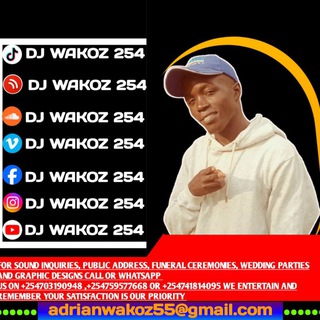 DJ WAKOZ 254
DJ WAKOZ 254
DJ WAKOZ 254
DJ WAKOZ 254
DJ WAKOZ 254
DJ WAKOZ 254
DJ WAKOZ 254
FOR SOUND INQUIRIES, PUBLIC ADDRESS, FUNERAL CEREMONIES, WEDDING PARTIES
AND GRAPHIC DESIGNS CALL OR WHATSAPP
US ON +254703190948 ,+254759577668 OR +254741814095 WE ENTERTAIN AND
REMEMBER YOUR SATISFACTION IS OUR PRIORITY
adrianwakoz55@gmail.com